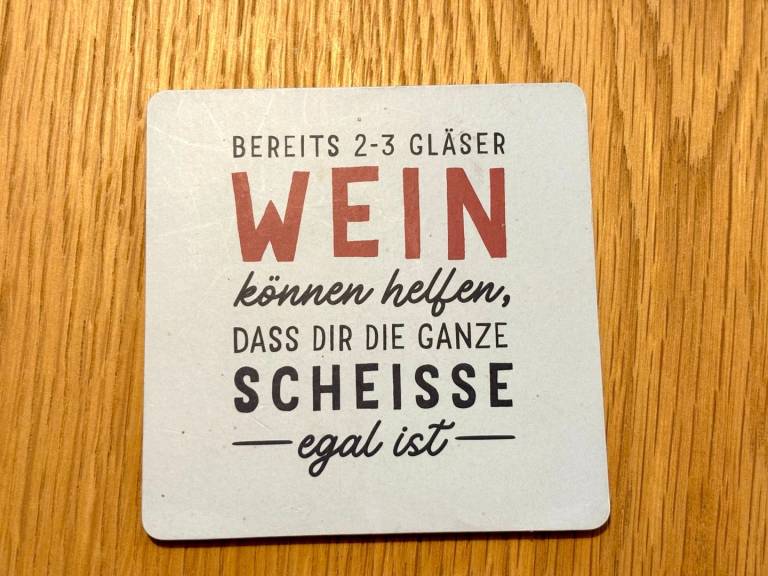 BEREITS 2-3 GLÄSER
WEIN
können helfen,
DASS DIR DIE GANZE
SCHEISSE
egal ist